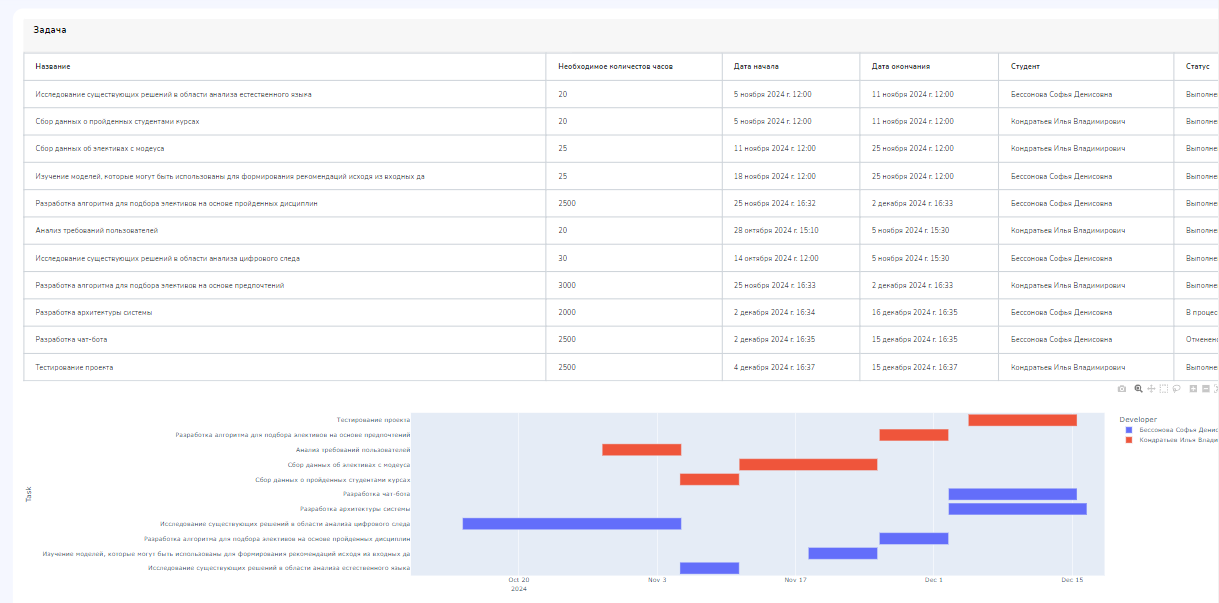 Задача
Название Необходимое количестов часов Дата начала Дата окончания Студент Статус
Исследование существующих решений в области анализа естественного языка 20 5 ноября 2024 г. 12:00 11 ноября 2024 г. 12:00 Бессонова Софья Денисовна Выполне
Сбор данных о пройденных студентами курсах 20 5 ноября 2024 г. 12:00 11 ноября 2024 г. 12:00 Кондратьев Илья Владимирович Выполне
Сбор данных об элективах с модеуса 25 11 ноября 2024 г. 12:00 25 ноября 2024 г. 12:00 Кондратьев Илья Владимирович Выполне
Изучение моделей, которые могут быть использованы для формирования рекомендаций исходя из входных да 25 18 ноября 2024 г. 12:00 25 ноября 2024 г. 12:00 Бессонова Софья Денисовна Выполне
Разработка алгоритма для подбора элективов на основе пройденных дисциплин 2500 25 ноября 2024 г. 16:32 2 декабря 2024 г. 16:33 Бессонова Софья Денисовна Выполне
Анализ требований пользователей 20 28 октября 2024 г. 15:10 5 ноября 2024 г. 15:30 Кондратьев Илья Владимирович Выполне
Исследование существующих решений в области анализа цифрового следа 30 14 октября 2024 г. 12:00 5 ноября 2024 г. 15:30 Бессонова Софья Денисовна Выполне
Разработка алгоритма для подбора элективов на основе предпочтений 3000 25 ноября 2024 г. 16:33 2 декабря 2024 г. 16:33 Кондратьев Илья Владимирович Выполне
Разработка архитектуры системы 2000 2 декабря 2024 г. 16:34 16 декабря 2024 г. 16:35 Бессонова Софья Денисовна В процес
Разработка чат-бота 2500 2 декабря 2024 г. 16:35 15 декабря 2024 г. 16:35 Бессонова Софья Денисовна Отменен
Тестирование проекта 2500 4 декабря 2024 г. 16:37 15 декабря 2024 г. 16:37 Кондратьев Илья Владимирович Выполне
Task
Тестирование проекта
Разработка алгоритма для подбора элективов на основе предпочтений
Анализ требований пользователей
Сбор данных об элективах с модеуса
Сбор данных о пройденных студентами курсах
Разработка чат-бота
Разработка архитектуры системы
Исследование существующих решений в области анализа цифрового следа
Разработка алгоритма для подбора элективов на основе пройденных дисциплин
Изучение моделей, которые могут быть использованы для формирования рекомендаций исходя из входных да
Исследование существующих решений в области анализа естественного языка
Oct 20 Nov 3 Nov 17 Dec 1 Dec 15
2024
Developer
Бессонова Софья Денис
Кондратьев Илья Влади